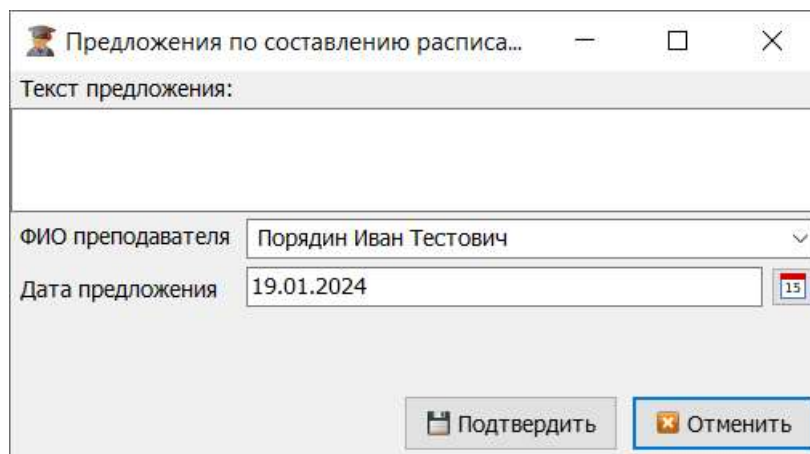 Предложения по составлению расписа...
Текст предложения:
ФИО преподавателя Порядин Иван Тестович
Дата предложения 19.01.2024 15
Подтвердить Отменить